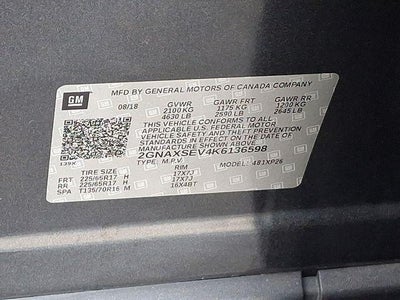 GM
MFD BY GENERAL MOTORS OF CANADA COMPANY
08/18 GVWR GAWR FRT GAWR RR
2100 KG 1175 KG 1200 KG
4630 LB 2590 LB 2645 LB
THIS VEHICLE CONFORMS TO ALL
APPLICABLE U.S. FEDERAL MOTOR
VEHICLE SAFETY AND THEFT PREVENTION
STANDARDS IN EFFECT ON THE DATE OF
MANUFACTURE SHOWN ABOVE.
2GNAXSEV4K6136598
TYPE: M.P.V. MODEL: 1XP26
TIRE SIZE RIM
FRT 225/65R17 H 17X7J
RR 225/65R17 H 17X7J
SPA T135/70R16 M 16X4BT